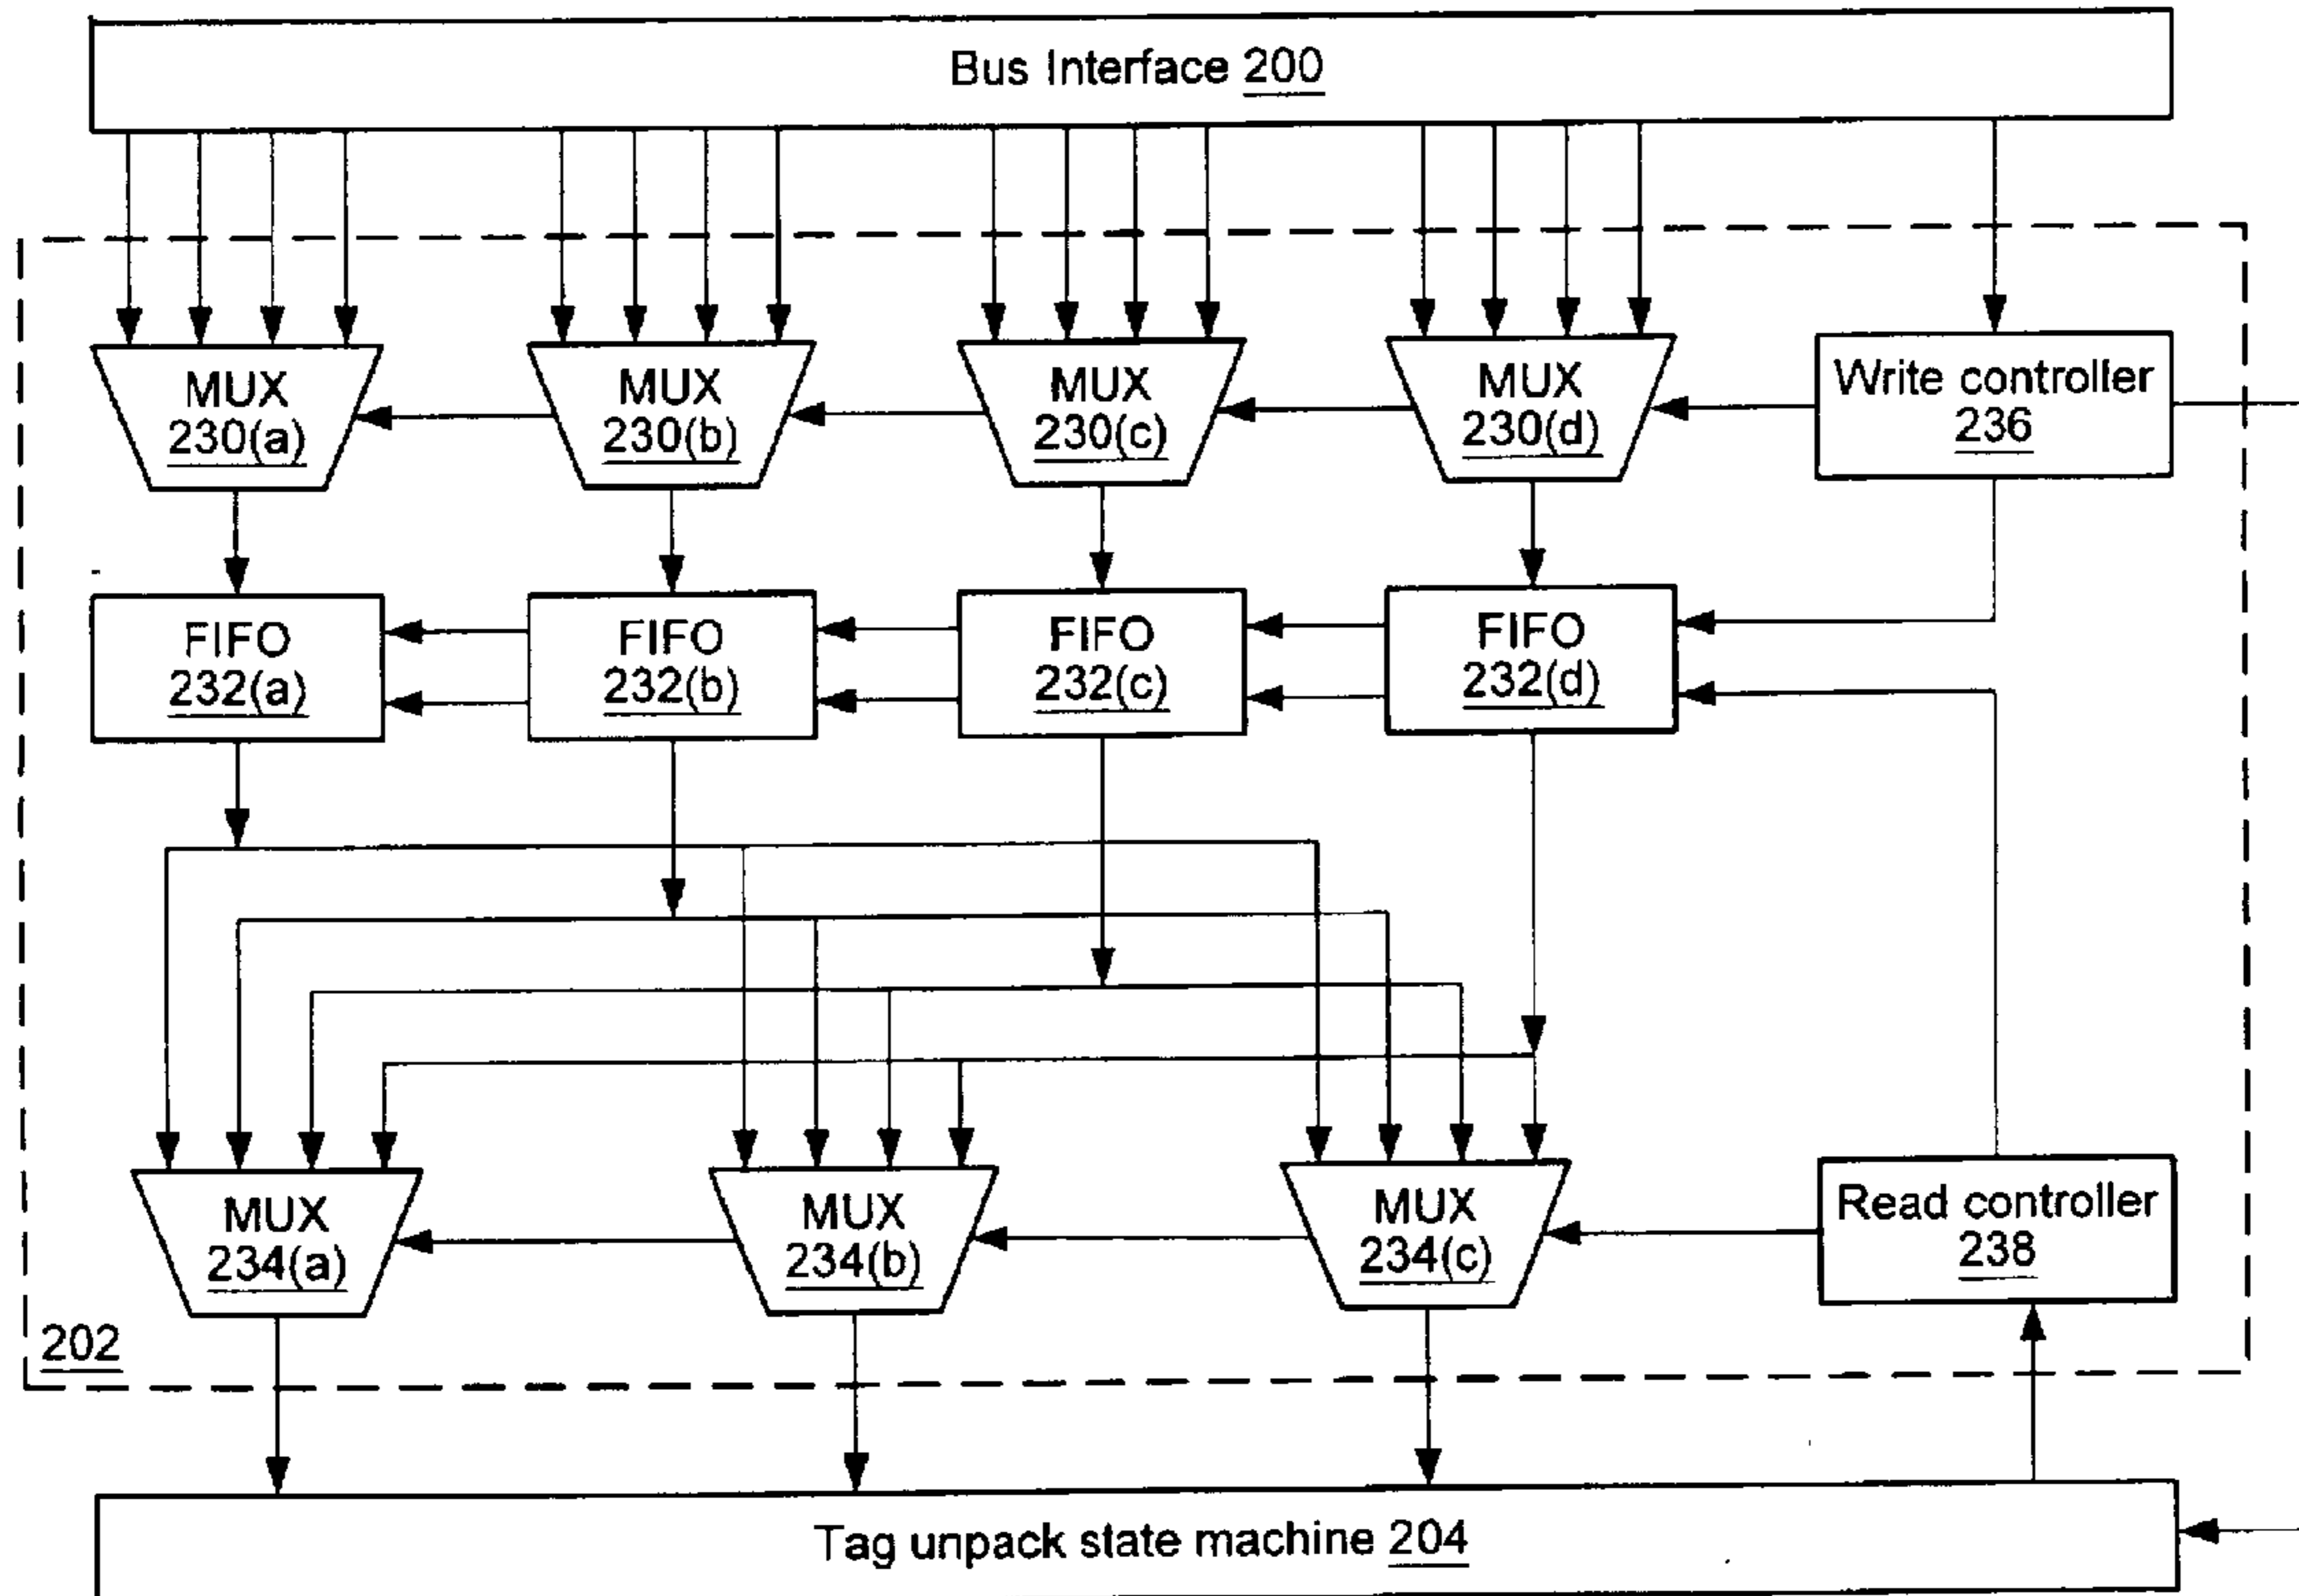 Bus Interface 200
MUX
230(a)
MUX
230(b)
MUX
230(c)
MUX
230(d)
Write controller
236
FIFO
232(a)
FIFO
232(b)
FIFO
232(c)
FIFO
232(d)
MUX
234(a)
MUX
234(b)
MUX
234(c)
Read controller
238
202
Tag unpack state machine 204